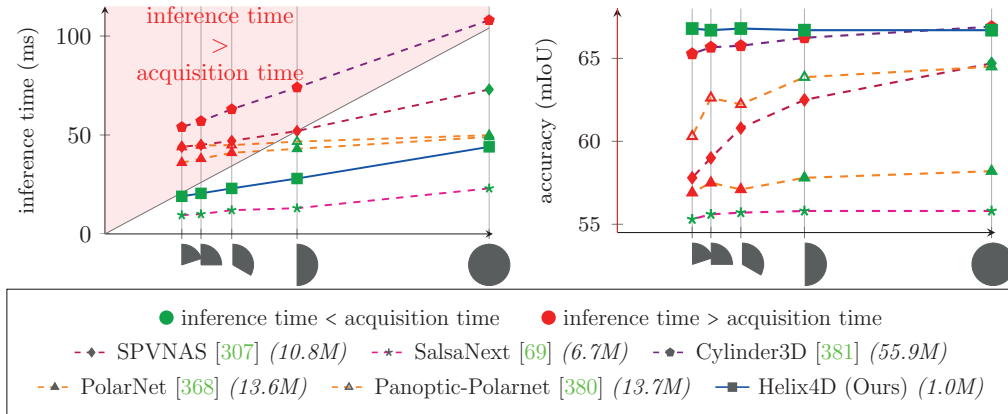 inference time
>
acquisition time
inference time (ms)
100
50
0
accuracy (mIoU)
65
60
55
inference time < acquisition time
inference time > acquisition time
SPVNAS [307] (10.8M)
SalsaNext [69] (6.7M)
Cylinder3D [381] (55.9M)
PolarNet [368] (13.6M)
Panoptic-Polarnet [380] (13.7M)
Helix4D (Ours) (1.0M)